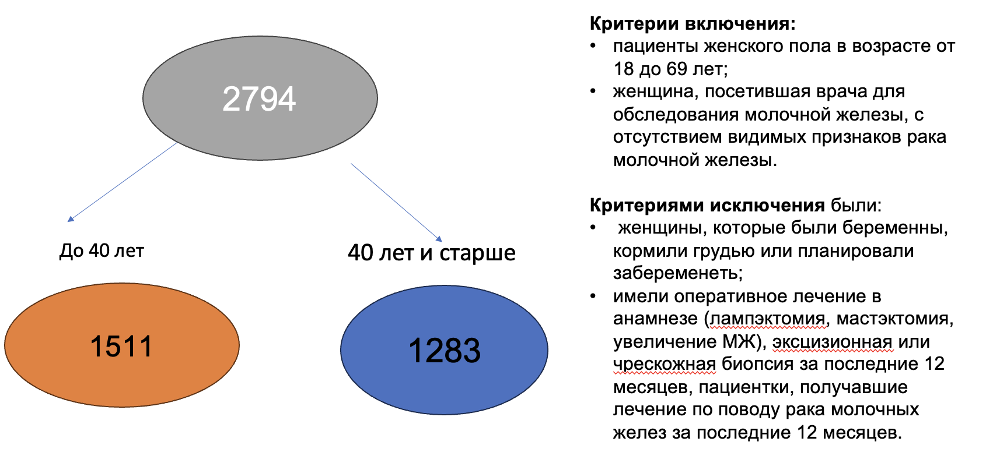 2794
До 40 лет
40 лет и старше
1511
1283
Критерии включения:
• пациенты женского пола в возрасте от
18 до 69 лет;
• женщина, посетившая врача для
обследования молочной железы, с
отсутствием видимых признаков рака
молочной железы.
Критериями исключения были:
• женщины, которые были беременны,
кормили грудью или планировали
забеременеть;
• имели оперативное лечение в
анамнезе (лампэктомия, мастэктомия,
увеличение МЖ), эксцизионная или
чрескожная биопсия за последние 12
месяцев, пациентки, получавшие
лечение по поводу рака молочных
желез за последние 12 месяцев.